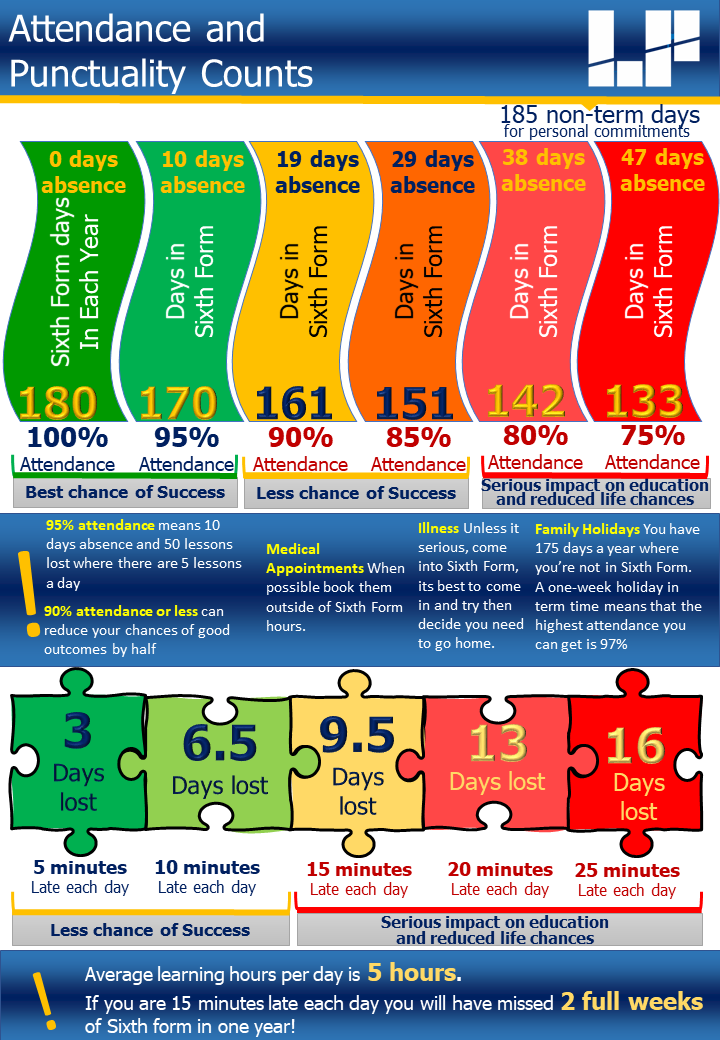 Attendance and
Punctuality Counts
LP
185 non-term days
for personal commitments
0 days
absence
Sixth Form days
In Each Year
180
10 days
absence
Days in
Sixth Form
170
19 days
absence
Days in
Sixth Form
161
29 days
absence
Days in
Sixth Form
151
38 days
absence
Days in
Sixth Form
142
47 days
absence
Days in
Sixth Form
133
100%
Attendance
95%
Attendance
90%
Attendance
85%
Attendance
80%
Attendance
75%
Attendance
Best chance of Success
Less chance of Success
Serious impact on education
and reduced life chances
!
95% attendance means 10
days absence and 50 lessons
lost where there are 5 lessons
a day
90% attendance or less can
reduce your chances of good
outcomes by half
Medical
Appointments When
possible book them
outside of Sixth Form
hours.
Illness Unless it
serious, come
into Sixth Form,
its best to come
in and try then
decide you need
to go home.
Family Holidays You have
175 days a year where
you're not in Sixth Form.
A one-week holiday in
term time means that the
highest attendance you
can get is 97%
3
Days
lost
6.5
Days lost
9.5
Days
lost
13
Days lost
16
Days
lost
5 minutes
Late each day
10 minutes
Late each day
15 minutes
Late each day
20 minutes
Late each day
25 minutes
Late each day
Less chance of Success
Serious impact on education
and reduced life chances
!
Average learning hours per day is 5 hours.
If you are 15 minutes late each day you will have missed 2 full weeks
of Sixth form in one year!